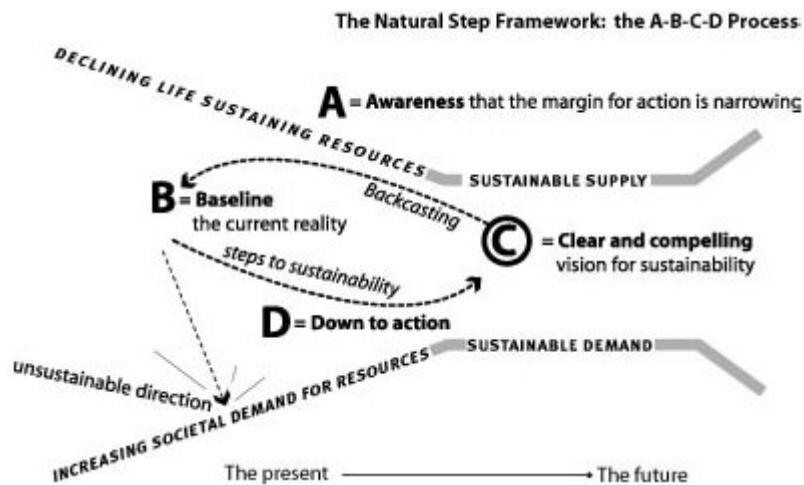 The Natural Step Framework: the A-B-C-D Process
DECLINING LIFE SUSTAINING RESOURCES
A = Awareness that the margin for action is narrowing
SUSTAINABLE SUPPLY
Backcasting
B = Baseline
the current reality
C = Clear and compelling
vision for sustainability
steps to sustainability
D = Down to action
SUSTAINABLE DEMAND
unsustainable direction
INCREASING SOCIETAL DEMAND FOR RESOURCES
The present
The future